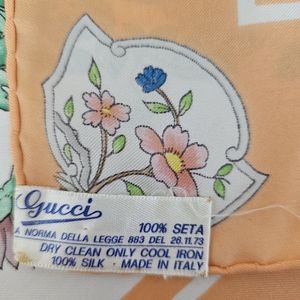 Gucci
100% SETA
A NORMA DELLA LEGGE 883 DEL 26.11.73
DRY CLEAN ONLY COOL IRON
100% SILK - MADE IN ITALY